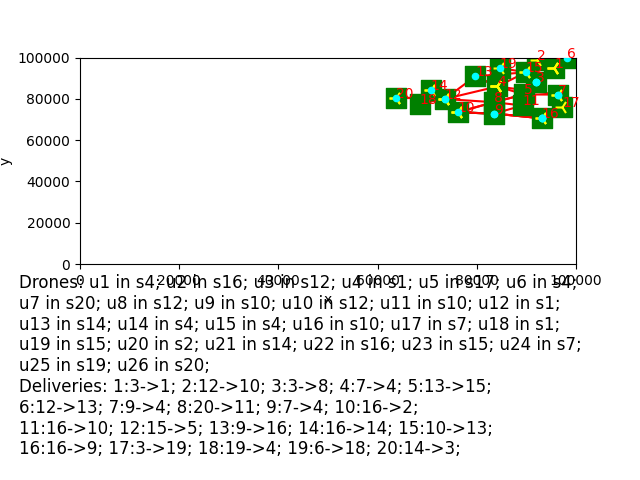 100000
80000
60000
40000
20000
0
y
2
6
20
14
17
11
16
0
20000
40000
60000
80000
100000
x
Drones: u1 in s4; u2 in s16; u3 in s12; u4 in s1; u5 in s17; u6 in s4;
u7 in s20; u8 in s12; u9 in s10; u10 in s12; u11 in s10; u12 in s1;
u13 in s14; u14 in s4; u15 in s4; u16 in s10; u17 in s7; u18 in s1;
u19 in s15; u20 in s2; u21 in s14; u22 in s16; u23 in s15; u24 in s7;
u25 in s19; u26 in s20;
Deliveries: 1:3->1; 2:12->10; 3:3->8; 4:7->4; 5:13->15;
6:12->13; 7:9->4; 8:20->11; 9:7->4; 10:16->2;
11:16->10; 12:15->5; 13:9->16; 14:16->14; 15:10->13;
16:16->9; 17:3->19; 18:19->4; 19:6->18; 20:14->3;